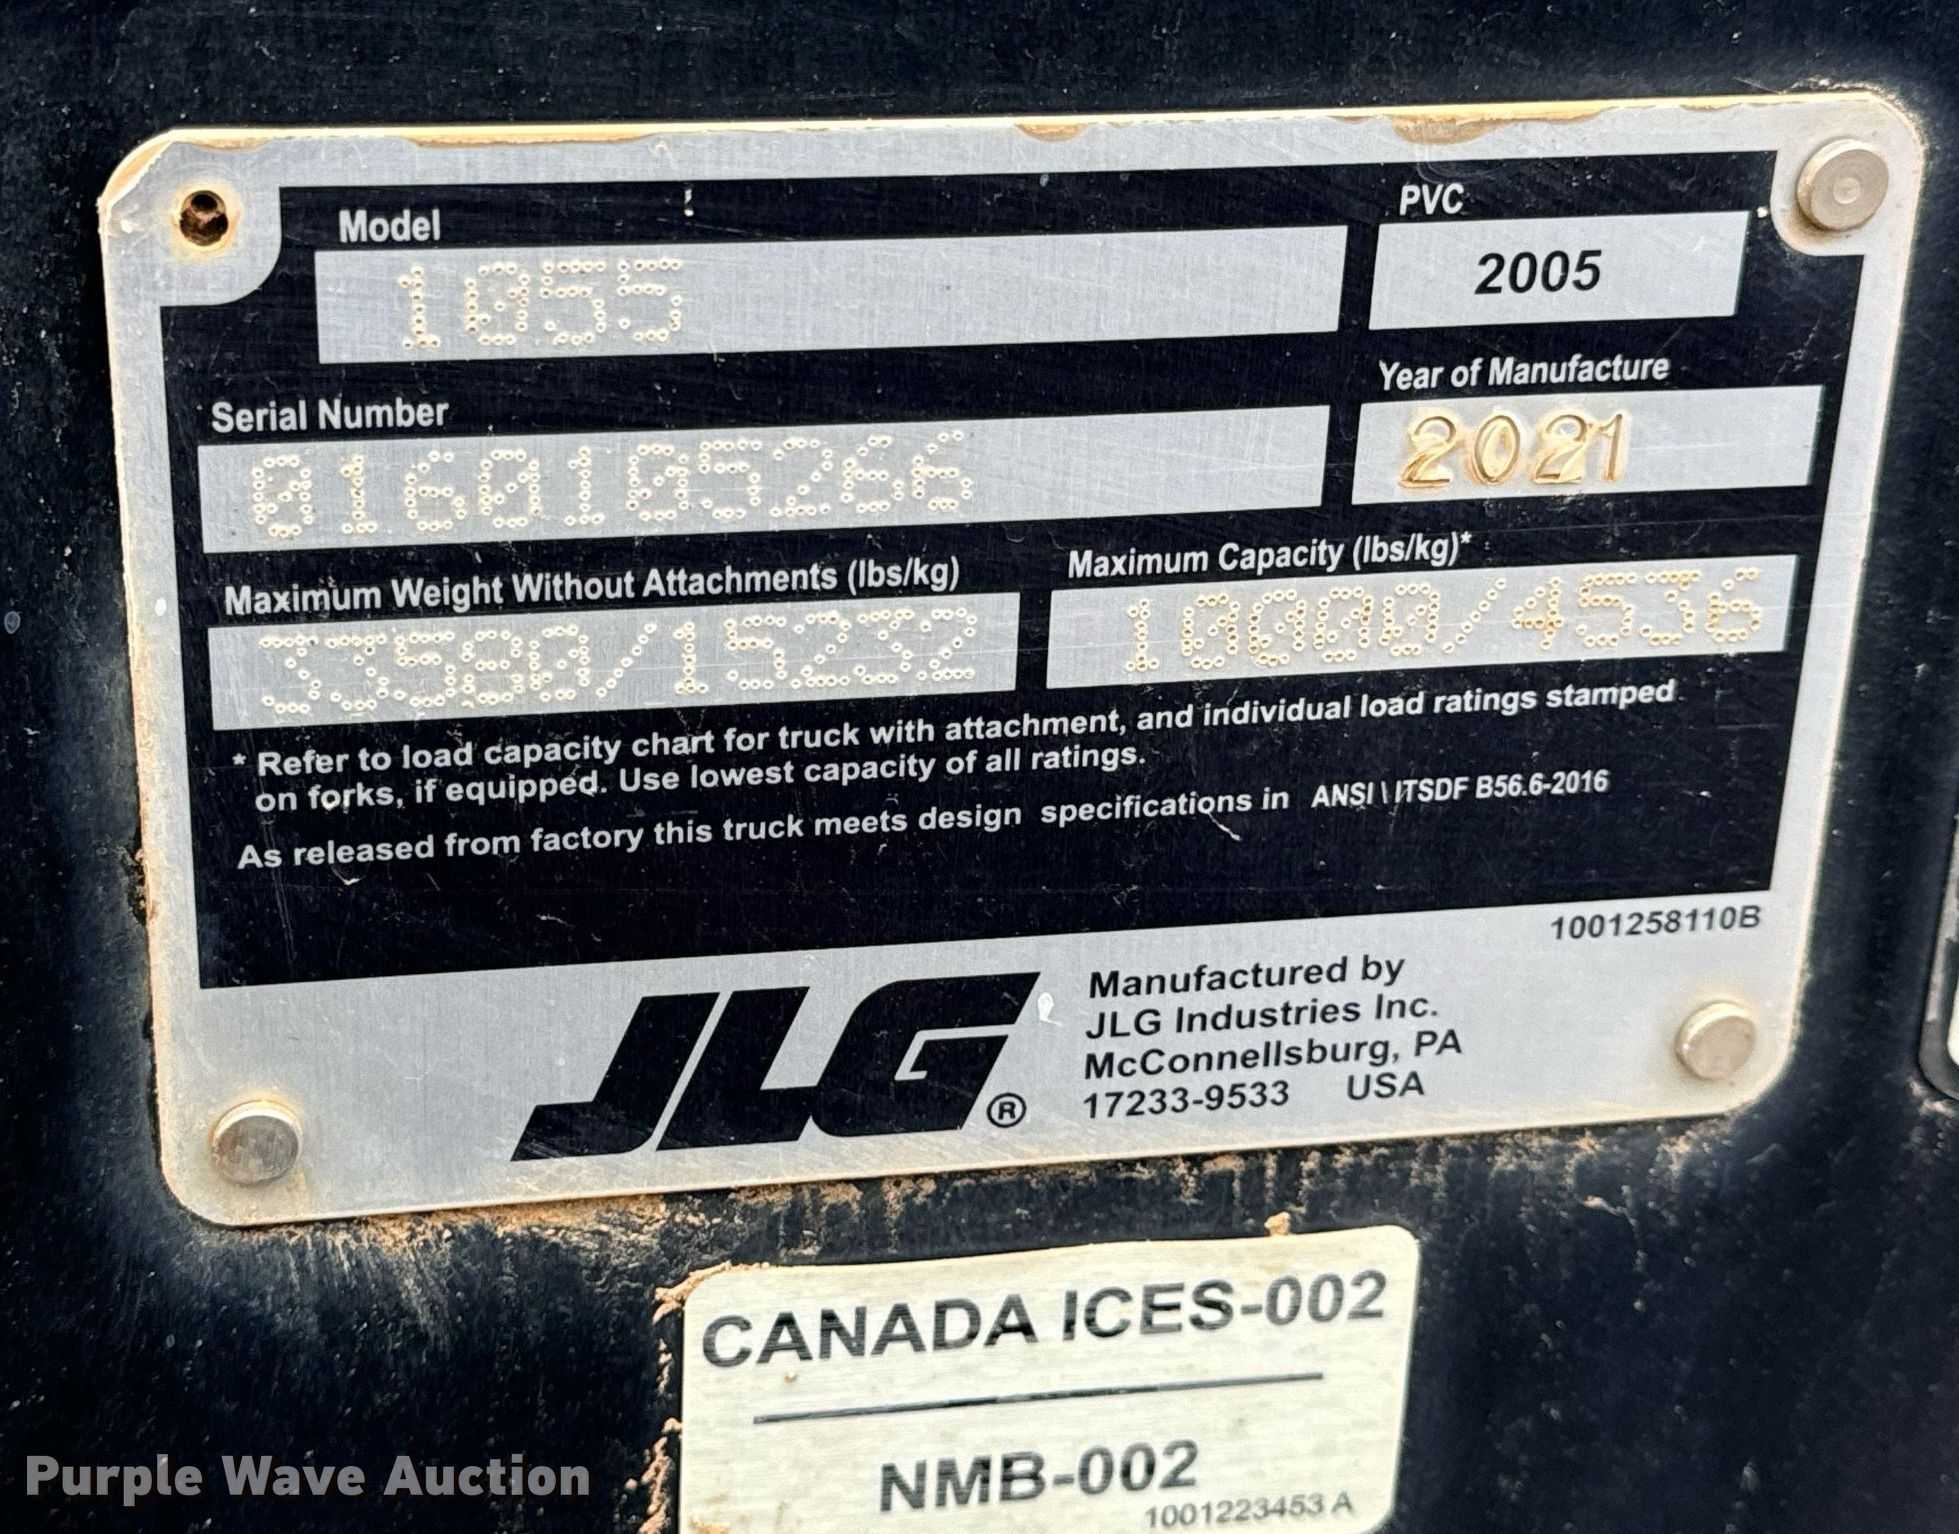 Model
1055
PVC
2005
Serial Number
0160105266
Year of Manufacture
2021
Maximum Weight Without Attachments (lbs/kg)
33580/15232
Maximum Capacity (lbs/kg)*
10000/4536
* Refer to load capacity chart for truck with attachment, and individual load ratings stamped
on forks, if equipped. Use lowest capacity of all ratings.
As released from factory this truck meets design specifications in ANSI \ ITSDF B56.6-2016
1001258110B
JLG®
Manufactured by
JLG Industries Inc.
McConnellsburg, PA
17233-9533 USA
CANADA ICES-002
NMB-002
1001223453 A
Purple Wave Auction